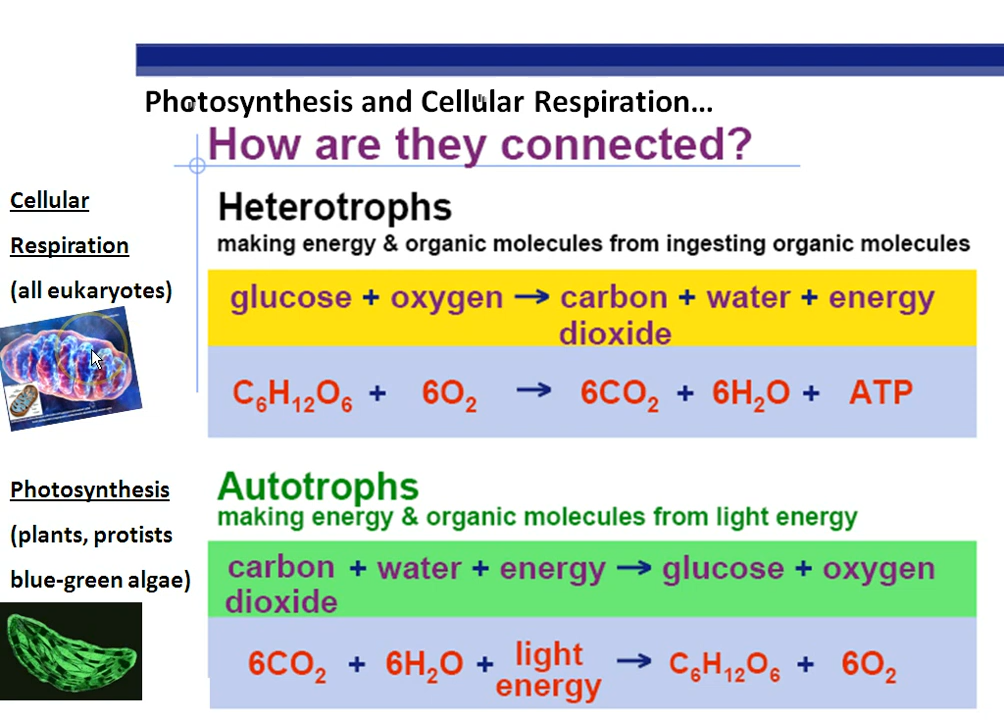 Photosynthesis and Cellular Respiration...
How are they connected?
Cellular
Respiration
(all eukaryotes)
Heterotrophs
making energy & organic molecules from ingesting organic molecules
glucose + oxygen → carbon + water + energy
dioxide
C₆H₁₂O₆ + 6O₂ → 6CO₂ + 6H₂O + ATP
Photosynthesis
(plants, protists
blue-green algae)
Autotrophs
making energy & organic molecules from light energy
carbon + water + energy → glucose + oxygen
dioxide
6CO₂ + 6H₂O + light energy → C₆H₁₂O₆ + 6O₂